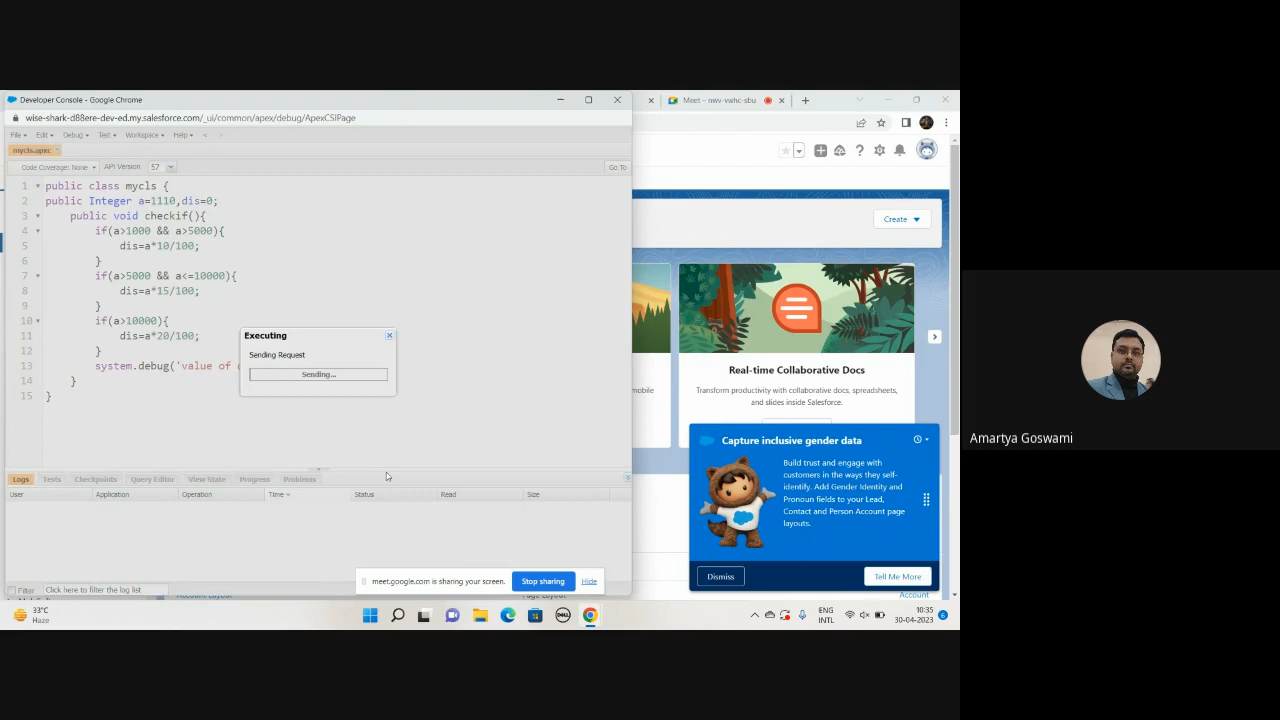 Developer Console - Google Chrome
wise-shark-d88ere-dev-ed.my.salesforce.com/_ui/common/apex/debug/ApexCSIPage
File Edit Debug Test Workspace Help < >
mycls.apxc
Code Coverage: None API Version: 57 Go To
1 public class mycls {
2 public Integer a=1110,dis=0;
3 public void checkif(){
4 if(a>1000 && a>5000){
5 dis=a*10/100;
6 }
7 if(a>5000 && a<=10000){
8 dis=a*15/100;
9 }
10 if(a>10000){
11 dis=a*20/100;
12 }
13 system.debug('value of
14 }
15 }
Executing
Sending Request
Sending...
Logs Tests Checkpoints Query Editor View State Progress Problems
User Application Operation Time Status Read Size
Filter Click here to filter the log list
Meet – nwv-vwhc-sbu
Create
Real-time Collaborative Docs
Transform productivity with collaborative docs, spreadsheets,
and slides inside Salesforce.
mobile
Capture inclusive gender data
Build trust and engage with
customers in the ways they self-
identify. Add Gender Identity and
Pronoun fields to your Lead,
Contact and Person Account page
layouts.
Dismiss Tell Me More
Account
meet.google.com is sharing your screen. Stop sharing Hide
33°C
Haze
DELL
ENG
INTL
10:35
30-04-2023
6
Amartya Goswami